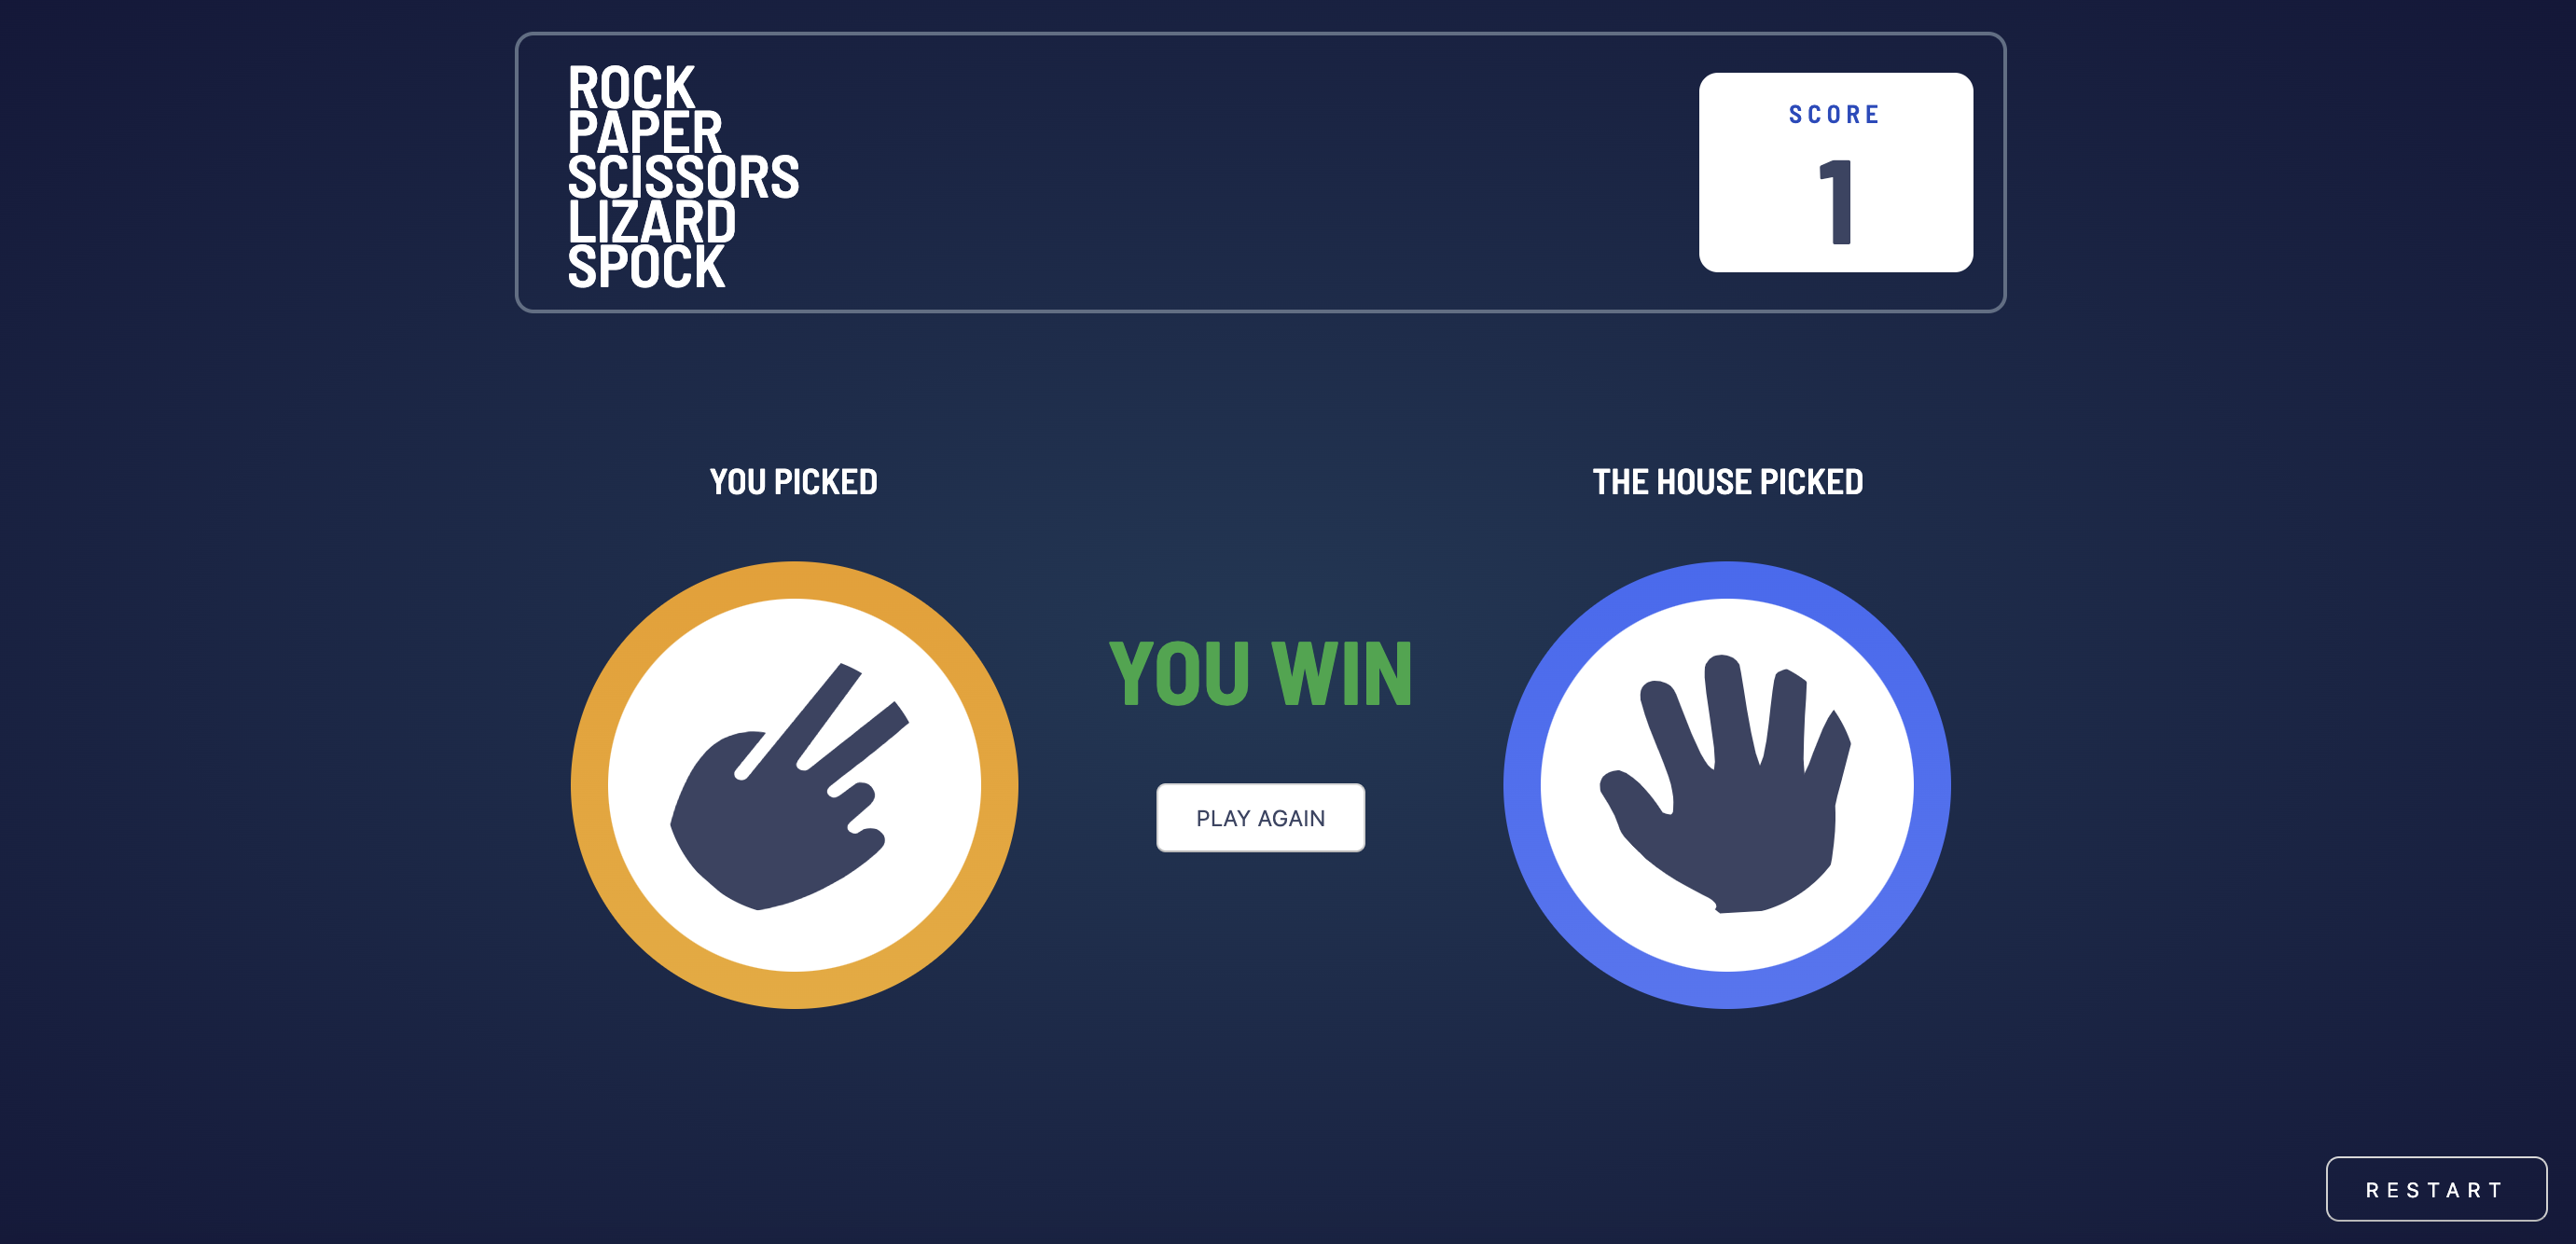 ROCK
PAPER
SCISSORS
LIZARD
SPOCK
SCORE
1
YOU PICKED
THE HOUSE PICKED
YOU WIN
PLAY AGAIN
RESTART